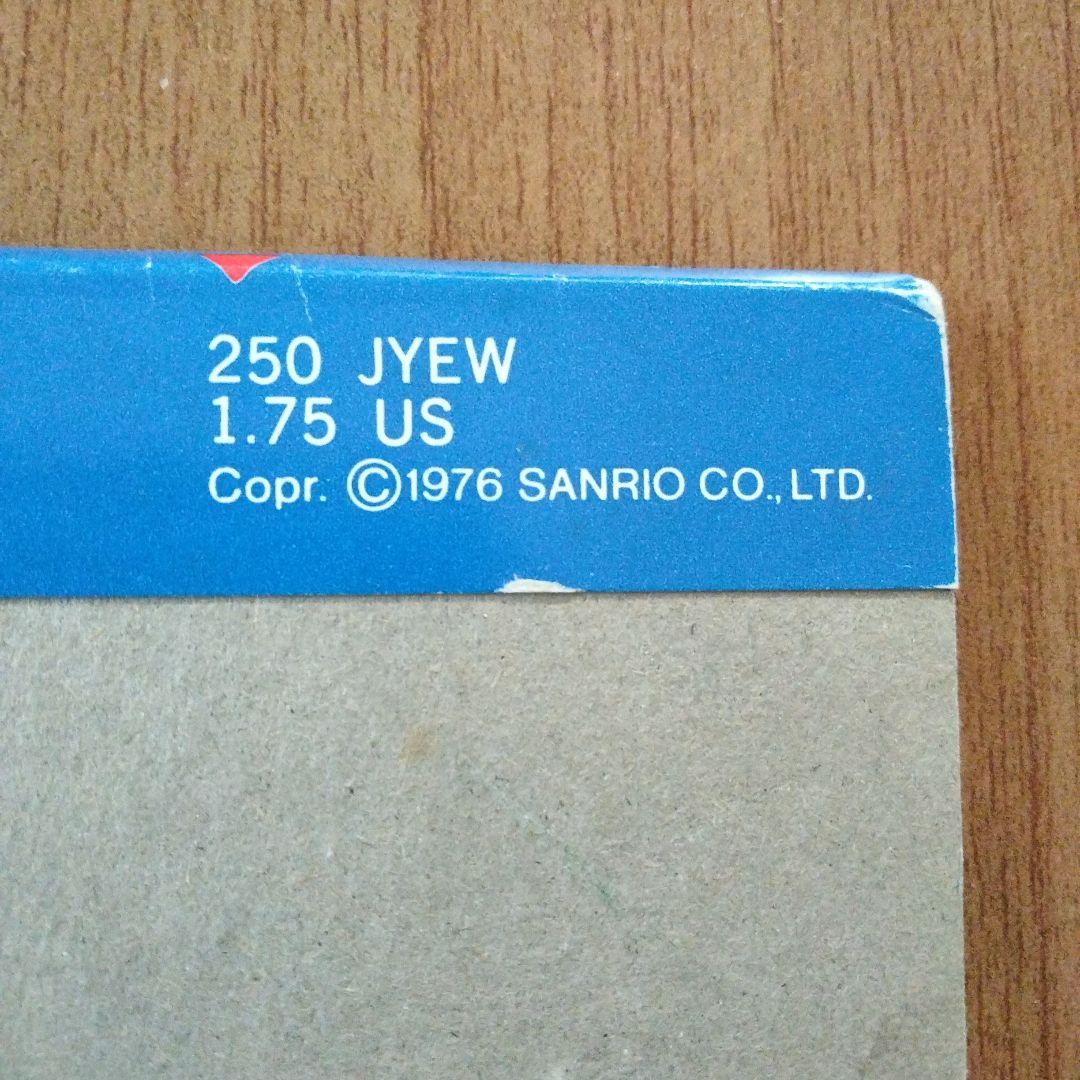 250 JYEW
1.75 US
Copr. ©1976 SANRIO CO., LTD.